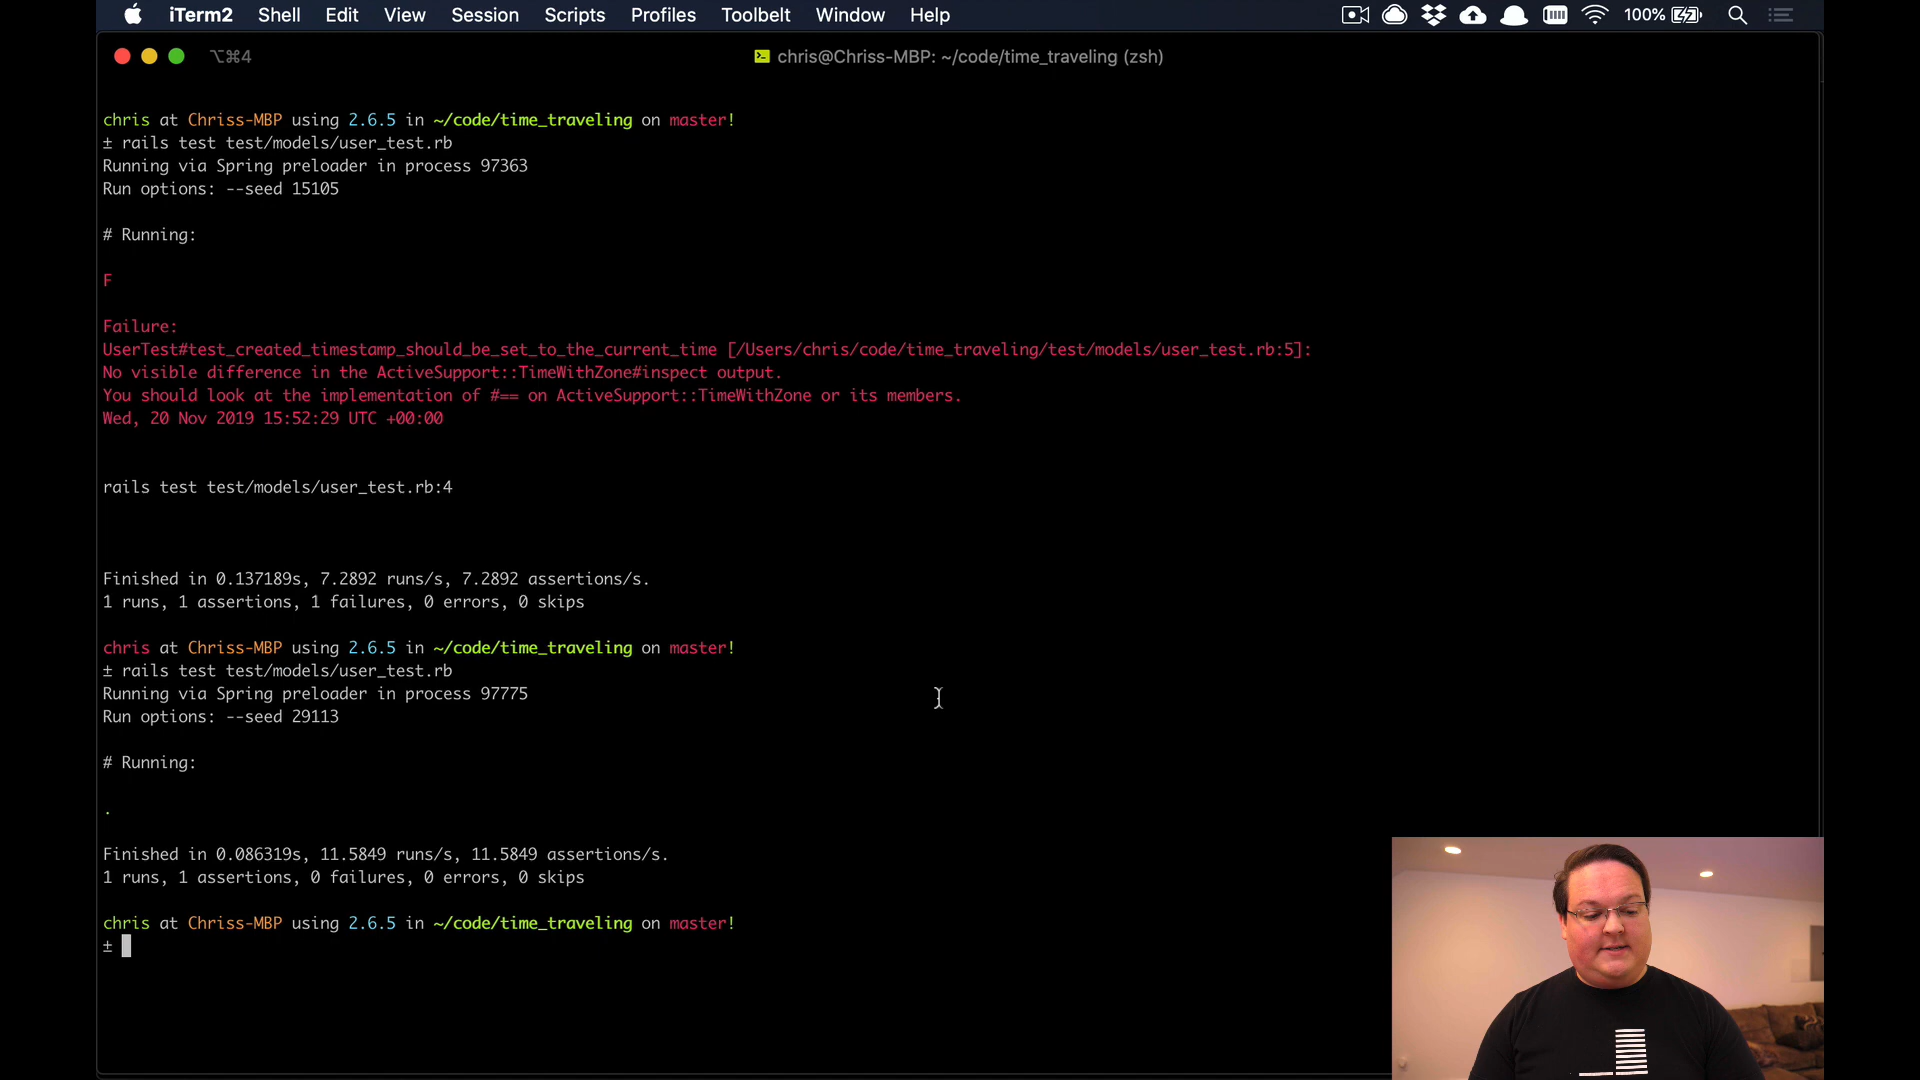 iTerm2 Shell Edit View Session Scripts Profiles Toolbelt Window Help 100%
⌥⌘4 chris@Chriss-MBP: ~/code/time_traveling (zsh)
chris at Chriss-MBP using 2.6.5 in ~/code/time_traveling on master!
± rails test test/models/user_test.rb
Running via Spring preloader in process 97363
Run options: --seed 15105
# Running:
F
Failure:
UserTest#test_created_timestamp_should_be_set_to_the_current_time [/Users/chris/code/time_traveling/test/models/user_test.rb:5]:
No visible difference in the ActiveSupport::TimeWithZone#inspect output.
You should look at the implementation of #== on ActiveSupport::TimeWithZone or its members.
Wed, 20 Nov 2019 15:52:29 UTC +00:00
rails test test/models/user_test.rb:4
Finished in 0.137189s, 7.2892 runs/s, 7.2892 assertions/s.
1 runs, 1 assertions, 1 failures, 0 errors, 0 skips
chris at Chriss-MBP using 2.6.5 in ~/code/time_traveling on master!
± rails test test/models/user_test.rb
Running via Spring preloader in process 97775
Run options: --seed 29113
# Running:
.
Finished in 0.086319s, 11.5849 runs/s, 11.5849 assertions/s.
1 runs, 1 assertions, 0 failures, 0 errors, 0 skips
chris at Chriss-MBP using 2.6.5 in ~/code/time_traveling on master!
±